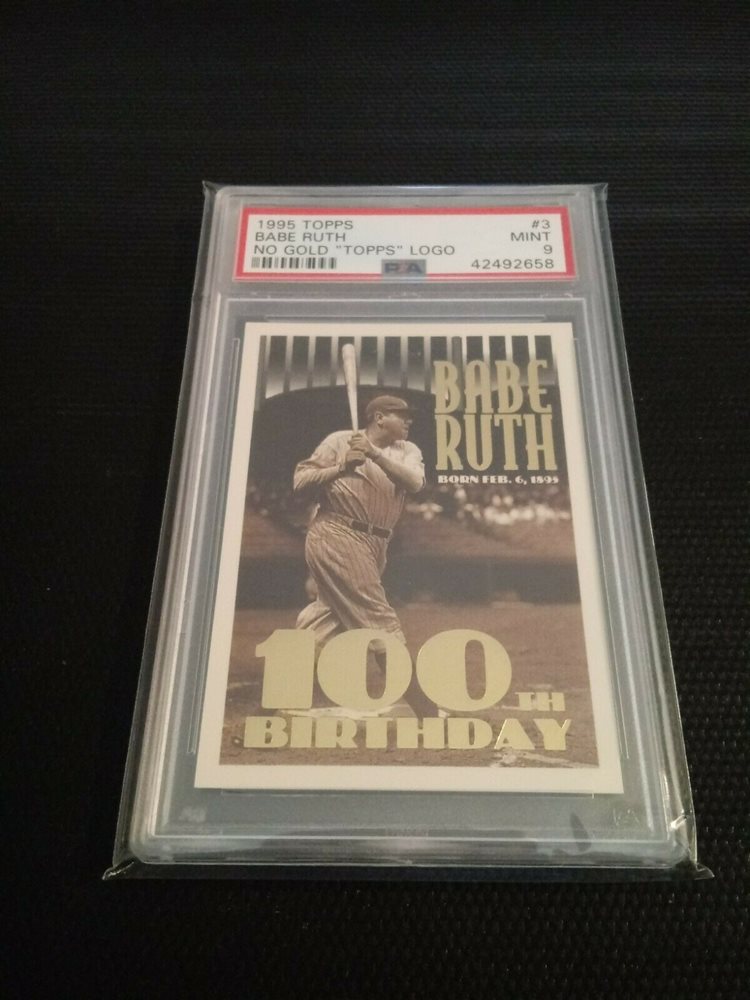 1995 TOPPS #3
BABE RUTH MINT
NO GOLD "TOPPS" LOGO 9
PSA 42492658
BABE
RUTH
BORN FEB. 6, 1895
100TH
BIRTHDAY